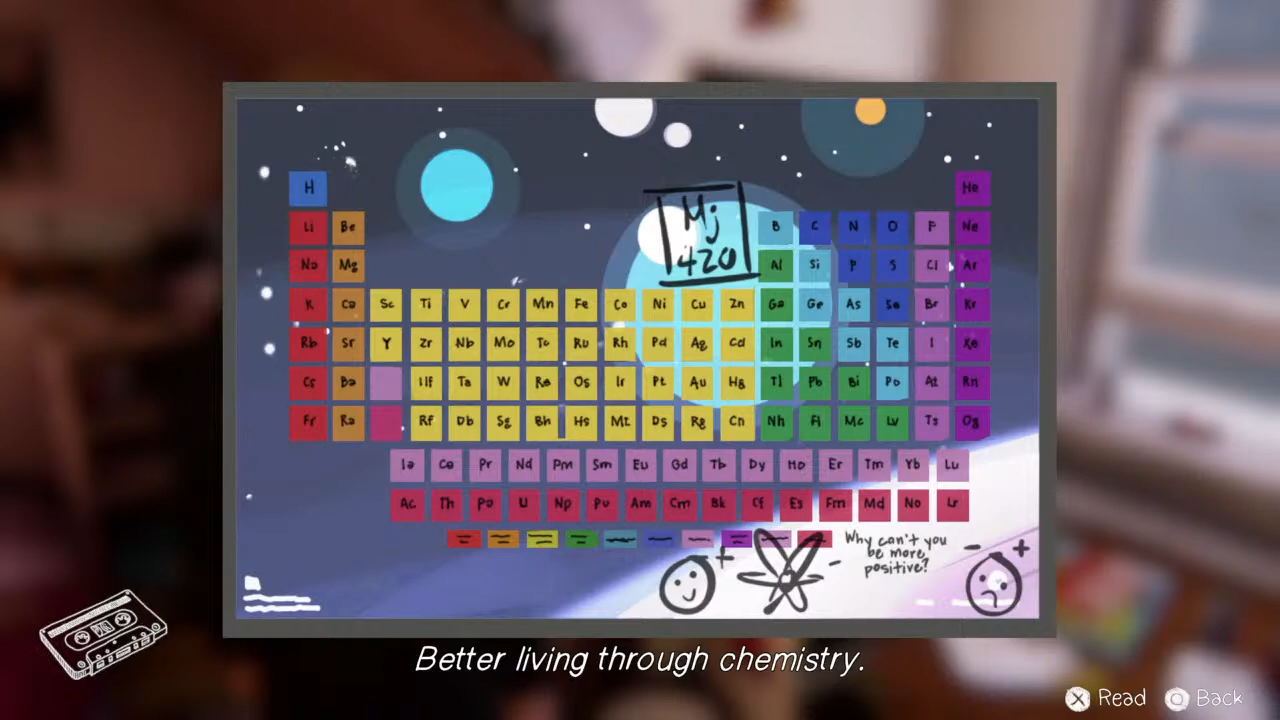 H He
Li Be B C N O F Ne
Mj
420
Na Mg Al Si P S Cl Ar
K Ca Sc Ti V Cr Mn Fe Co Ni Cu Zn Ga Ge As Se Br Kr
Rb Sr Y Zr Nb Mo Tc Ru Rh Pd Ag Cd In Sn Sb Te I Xe
Cs Ba Hf Ta W Re Os Ir Pt Au Hg Tl Pb Bi Po At Rn
Fr Ra Rf Db Sg Bh Hs Mt Ds Rg Cn Nh Fl Mc Lv Ts Og
La Ce Pr Nd Pm Sm Eu Gd Tb Dy Ho Er Tm Yb Lu
Ac Th Pa U Np Pu Am Cm Bk Cf Es Fm Md No Lr
Why can't you
be more
positive?
+ - - +
Better living through chemistry.
Read Back